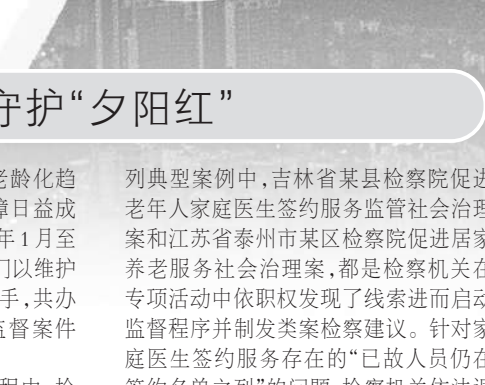 守护“夕阳红”
老龄化趋
障日益成
年1月至
门以维护
手,共办
监督案件
列典型案例中,吉林省某县检察院促进
老年人家庭医生签约服务监管社会治理
案和江苏省泰州市某区检察院促进居家
养老服务社会治理案,都是检察机关在
专项活动中依职权发现了线索进而启动
监督程序并制发类案检察建议。针对家
庭医生签约服务存在的“已故人员仍在